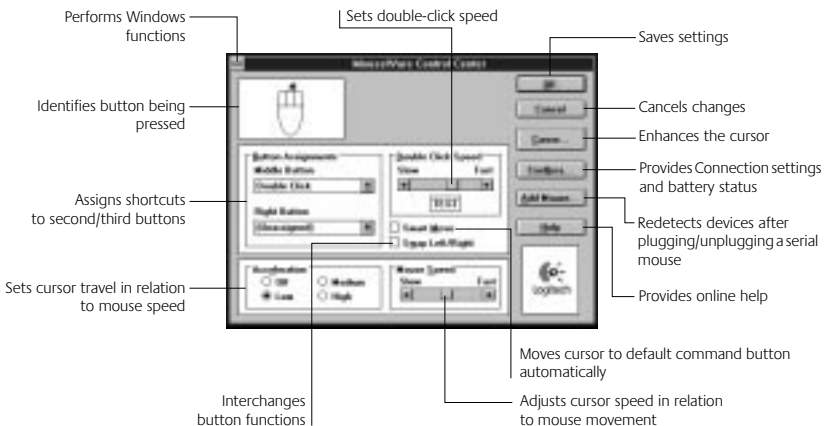 Performs Windows
functions
Sets double-click speed
Saves settings
MouseWare Control Center
OK
Identifies button being
pressed
Cancel
Cancels changes
Enhances the cursor
Button Assignments
Middle Button
Double Click
Double Click Speed
Slow Fast
TEST
Provides Connection settings
and battery status
Assigns shortcuts
to second/third buttons
Right Button
(Unassigned)
Add Mouse...
Smart Move
Swap Left/Right
Help
Redetects devices after
plugging/unplugging a serial
mouse
Sets cursor travel in relation
to mouse speed
Acceleration
Off Medium
Low High
Mouse Speed
Slow Fast
Logitech
Provides online help
Moves cursor to default command button
automatically
Interchanges
button functions
Adjusts cursor speed in relation
to mouse movement